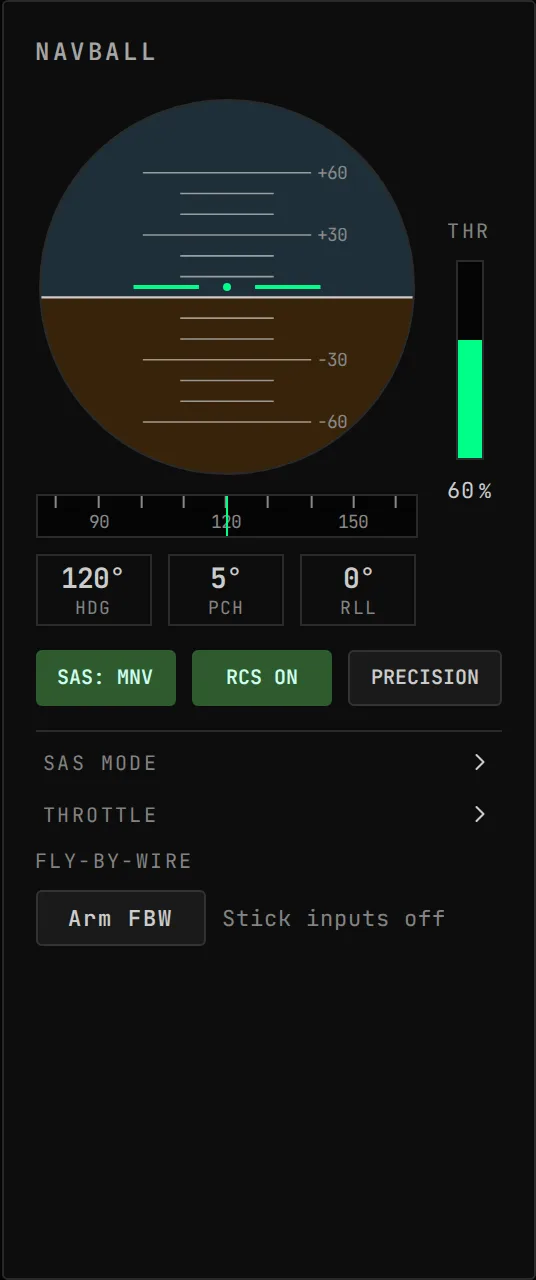 NAVBALL
+60
+30
-30
-60
THR
60%
90 120 150
120° 5° 0°
HDG PCH RLL
SAS: MNV RCS ON PRECISION
SAS MODE
THROTTLE
FLY-BY-WIRE
Arm FBW Stick inputs off